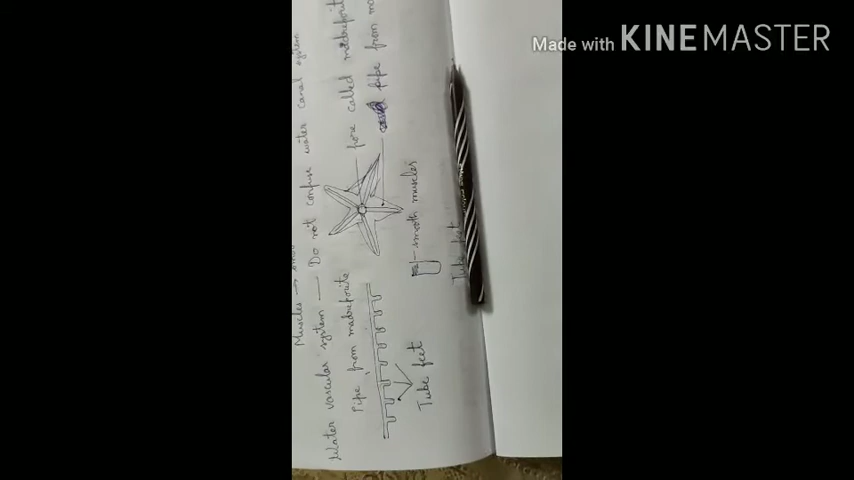 Made with KINEMASTER
Muscles →
Water vascular system — Do not confuse water canal system
Pipe from madreporite
pore called madreporite
pipe from
smooth muscles
Tube feet
Tube feet